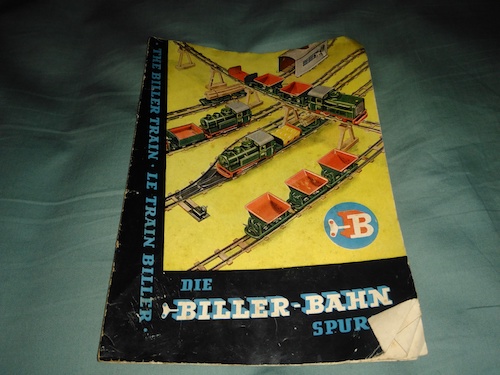 · THE BILLER TRAIN · LE TRAIN BILLER ·
B
DIE
BILLER-BAHN
SPUR